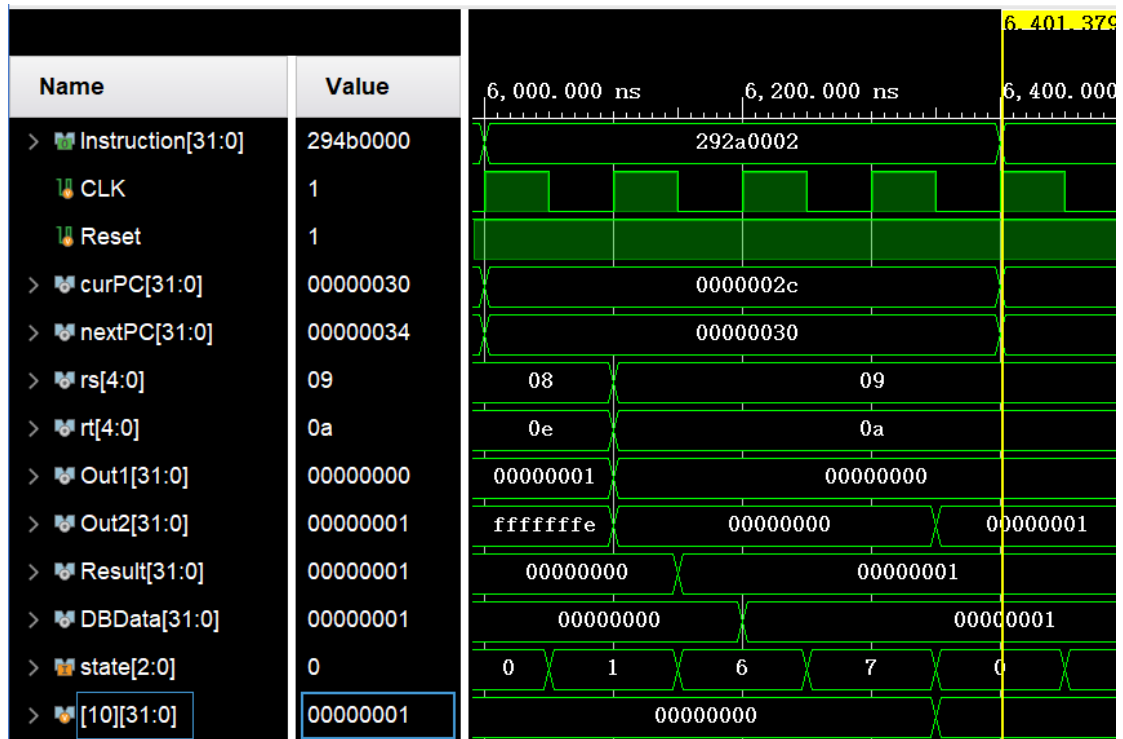 6,401.379
Name Value 6,000.000 ns 6,200.000 ns 6,400.000
Instruction[31:0] 294b0000 292a0002
CLK 1
Reset 1
curPC[31:0] 00000030 0000002c
nextPC[31:0] 00000034 00000030
rs[4:0] 09 08 09
rt[4:0] 0a 0e 0a
Out1[31:0] 00000000 00000001 00000000
Out2[31:0] 00000001 fffffffe 00000000 00000001
Result[31:0] 00000001 00000000 00000001
DBData[31:0] 00000001 00000000 00000001
state[2:0] 0 0 1 6 7 0
[10][31:0] 00000001 00000000